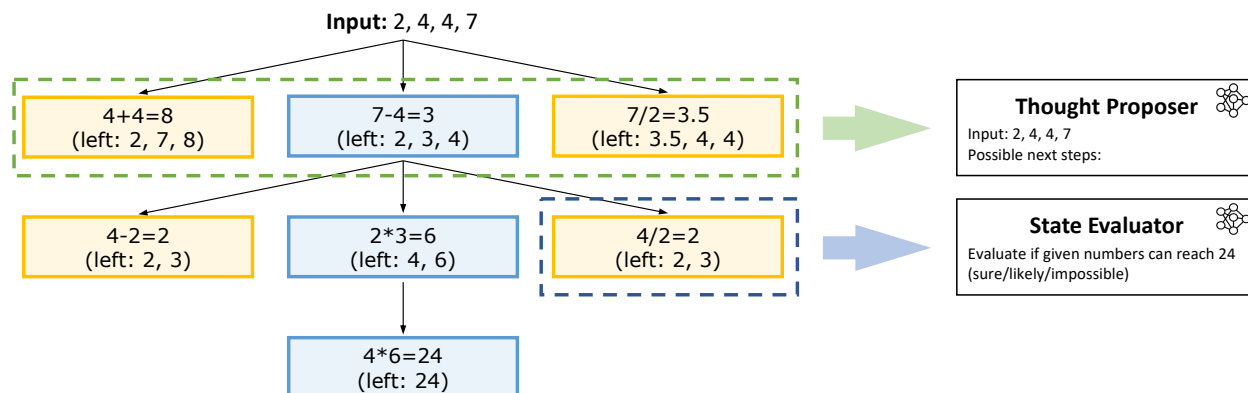 Input: 2, 4, 4, 7
4+4=8
(left: 2, 7, 8)
7-4=3
(left: 2, 3, 4)
7/2=3.5
(left: 3.5, 4, 4)
Thought Proposer
Input: 2, 4, 4, 7
Possible next steps:
4-2=2
(left: 2, 3)
2*3=6
(left: 4, 6)
4/2=2
(left: 2, 3)
State Evaluator
Evaluate if given numbers can reach 24
(sure/likely/impossible)
4*6=24
(left: 24)